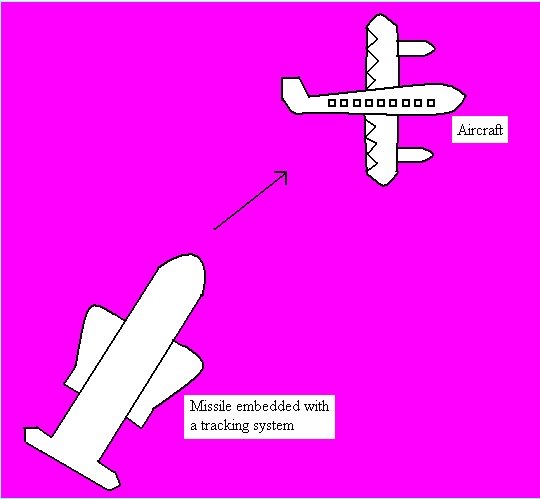 Aircraft
Missile embedded with
a tracking system